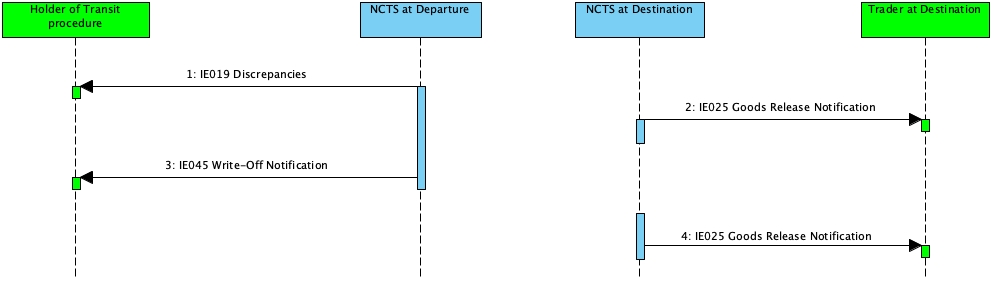 Holder of Transit
procedure
NCTS at Departure
NCTS at Destination
Trader at Destination
1: IE019 Discrepancies
2: IE025 Goods Release Notification
3: IE045 Write-Off Notification
4: IE025 Goods Release Notification